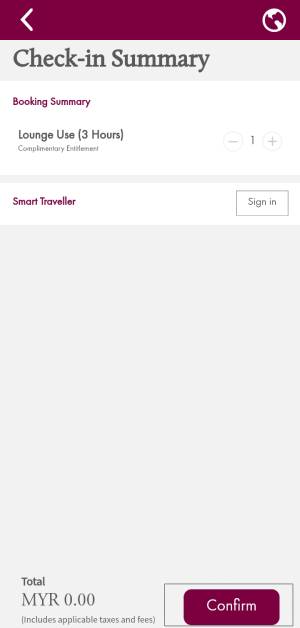 Check-in Summary
Booking Summary
Lounge Use (3 Hours)
Complimentary Entitlement
1
Smart Traveller
Sign in
Total
MYR 0.00
(Includes applicable taxes and fees)
Confirm